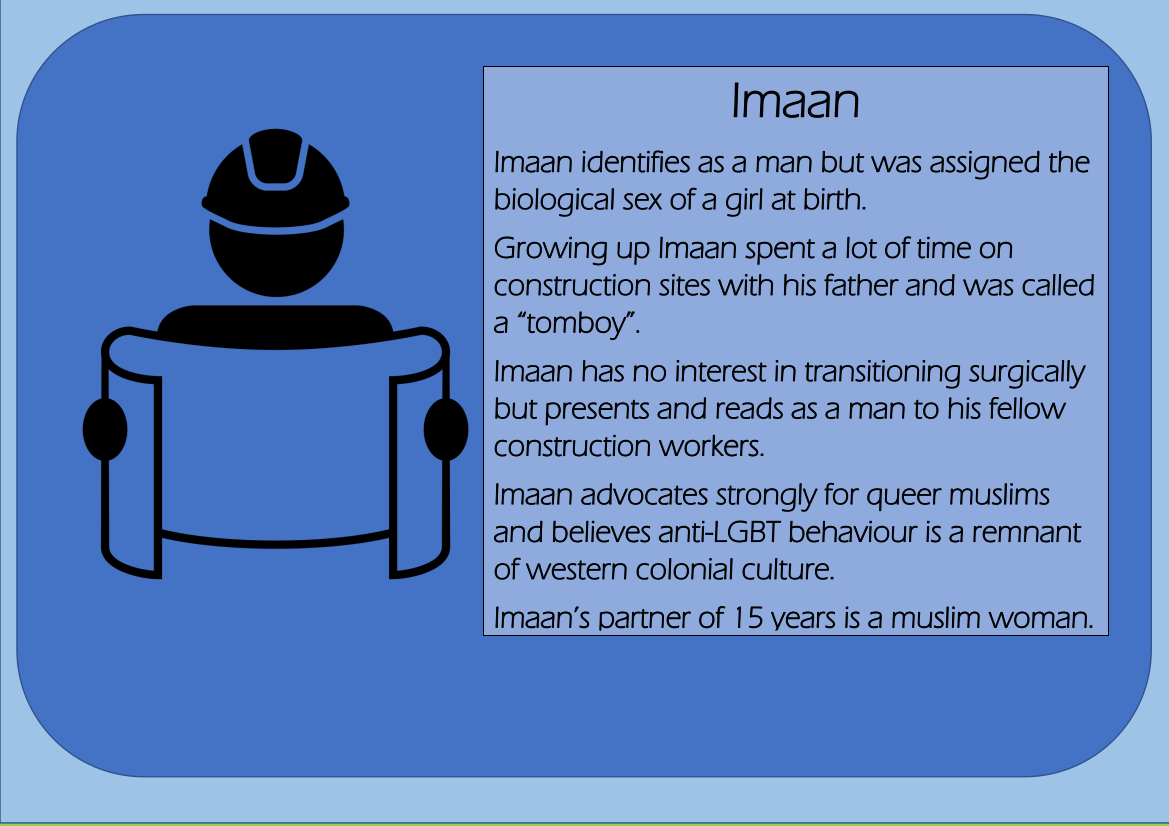 Imaan
Imaan identifies as a man but was assigned the
biological sex of a girl at birth.
Growing up Imaan spent a lot of time on
construction sites with his father and was called
a “tomboy”.
Imaan has no interest in transitioning surgically
but presents and reads as a man to his fellow
construction workers.
Imaan advocates strongly for queer muslims
and believes anti-LGBT behaviour is a remnant
of western colonial culture.
Imaan’s partner of 15 years is a muslim woman.